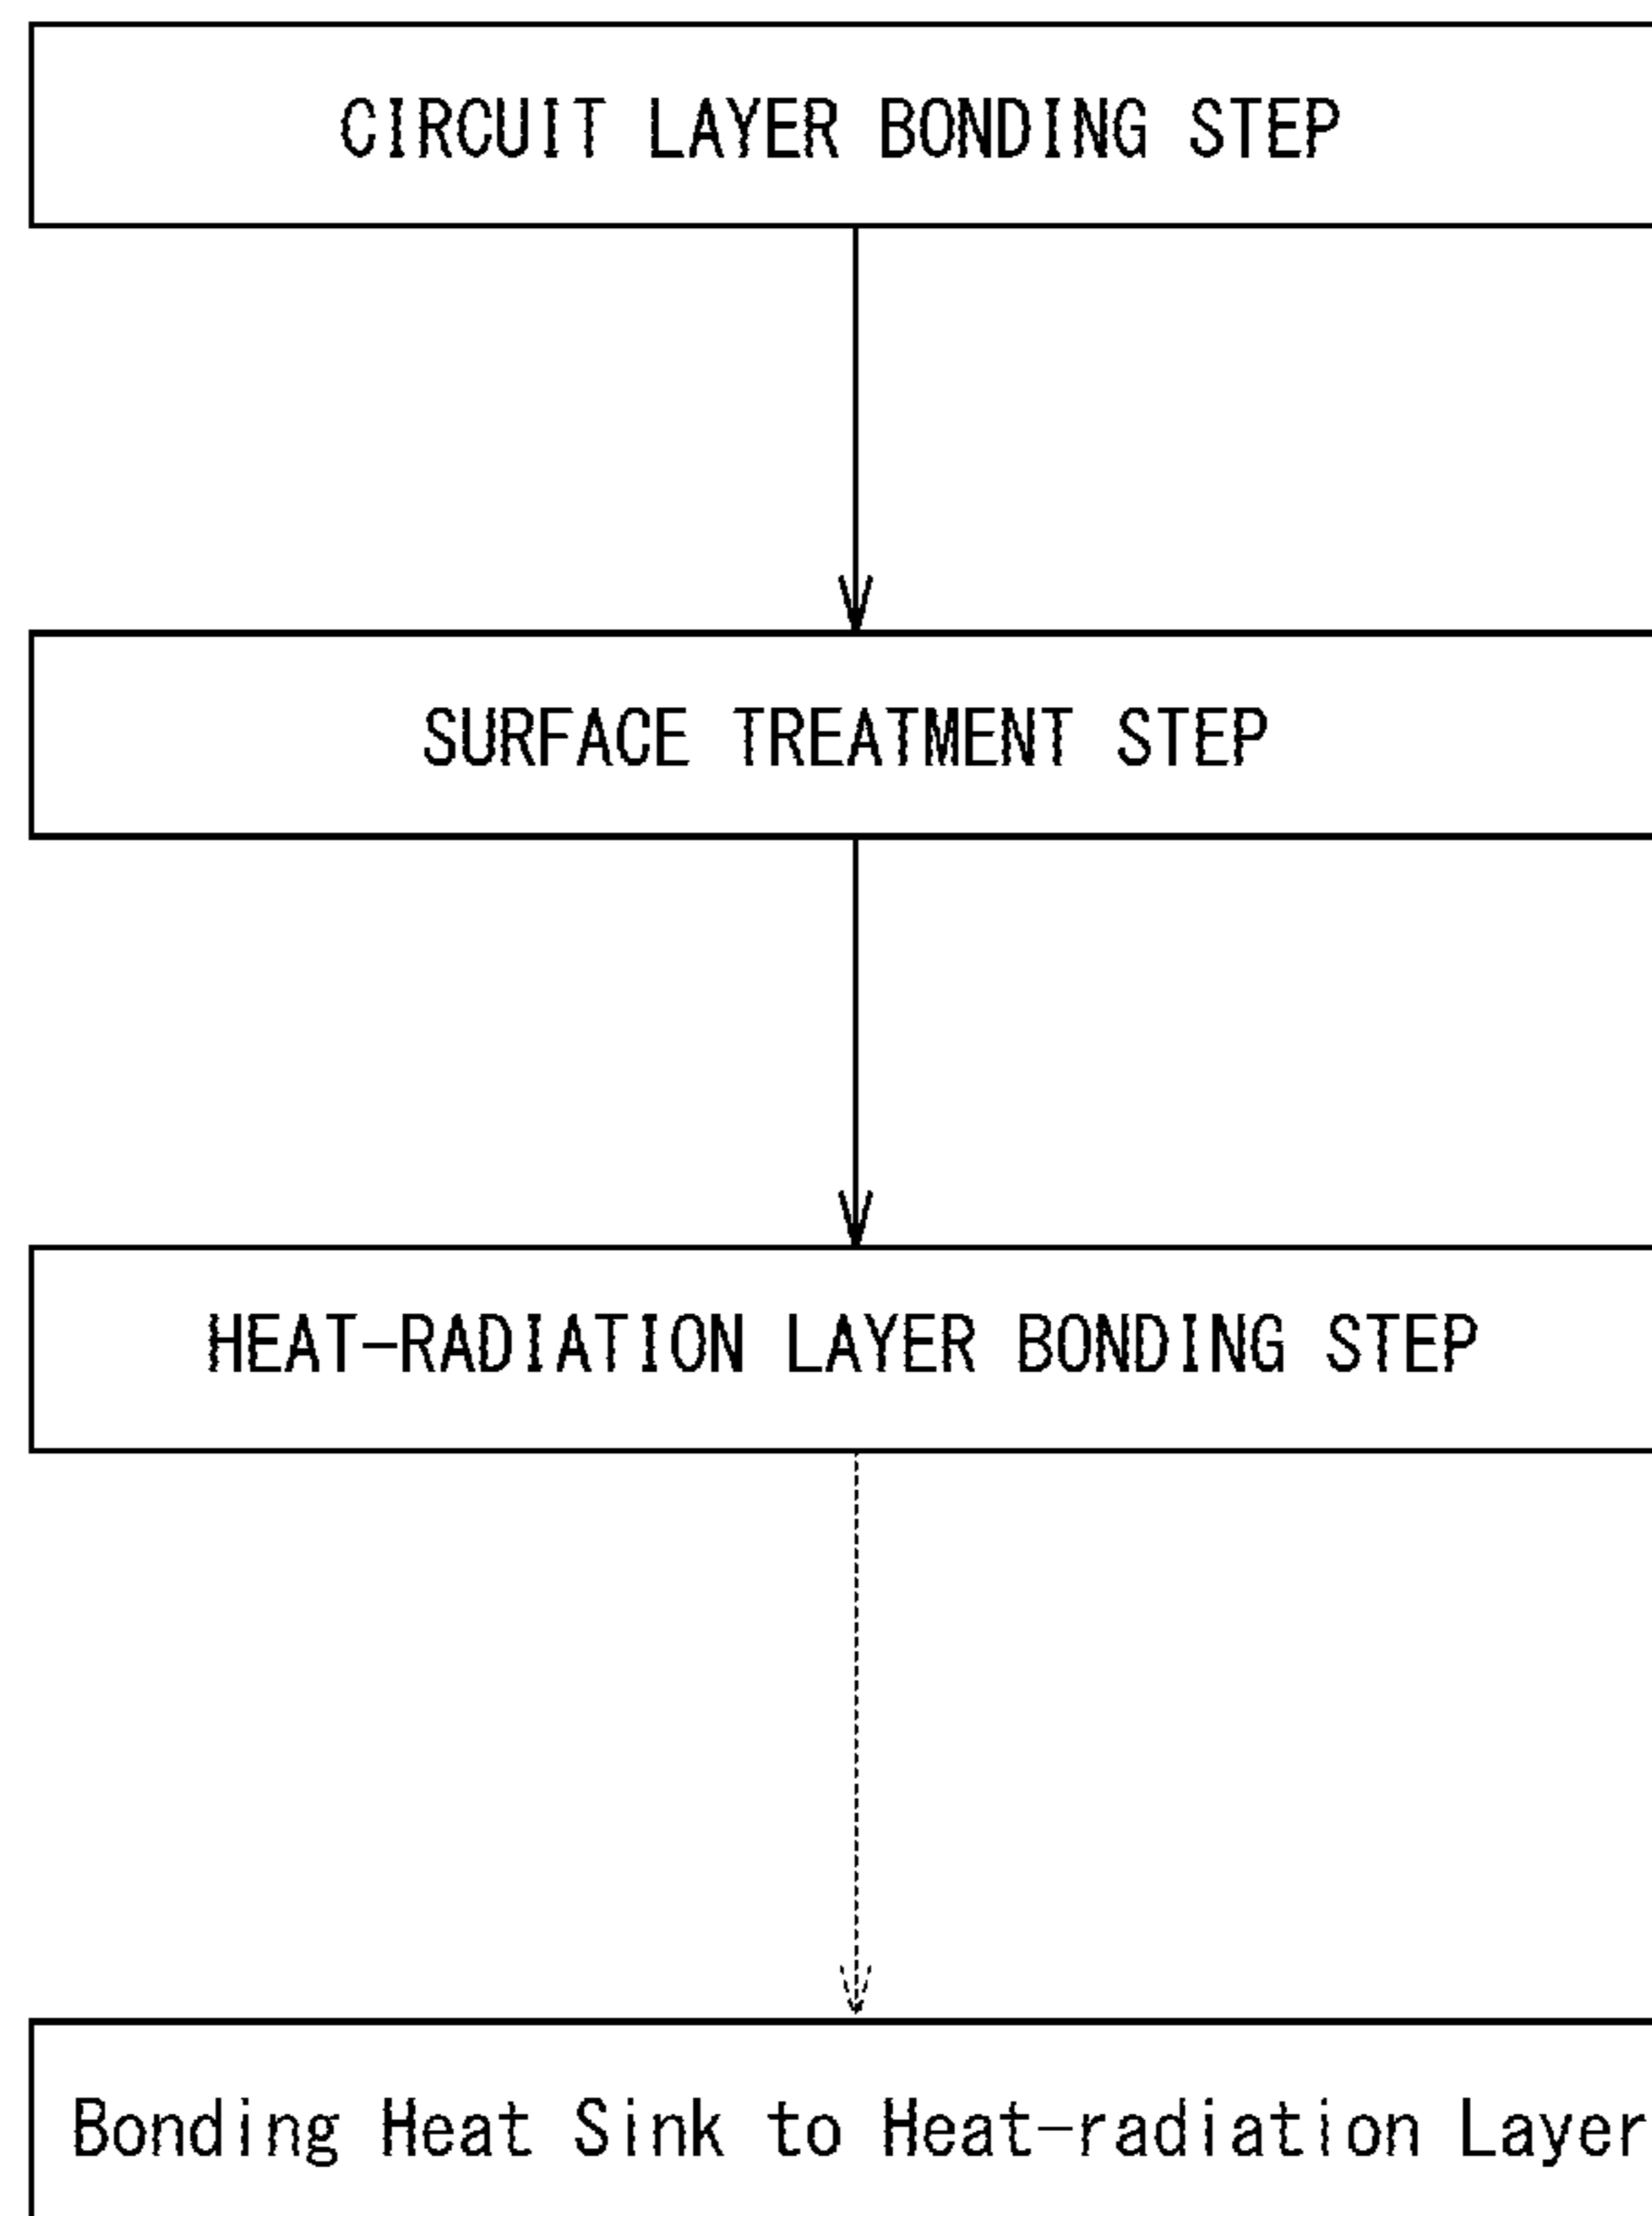 CIRCUIT LAYER BONDING STEP
SURFACE TREATMENT STEP
HEAT-RADIATION LAYER BONDING STEP
Bonding Heat Sink to Heat-radiation Layer